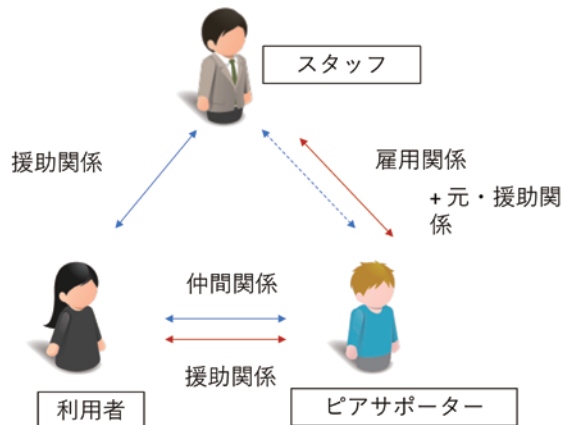 スタッフ
援助関係
雇用関係
+元・援助関
係
仲間関係
援助関係
利用者
ピアサポーター